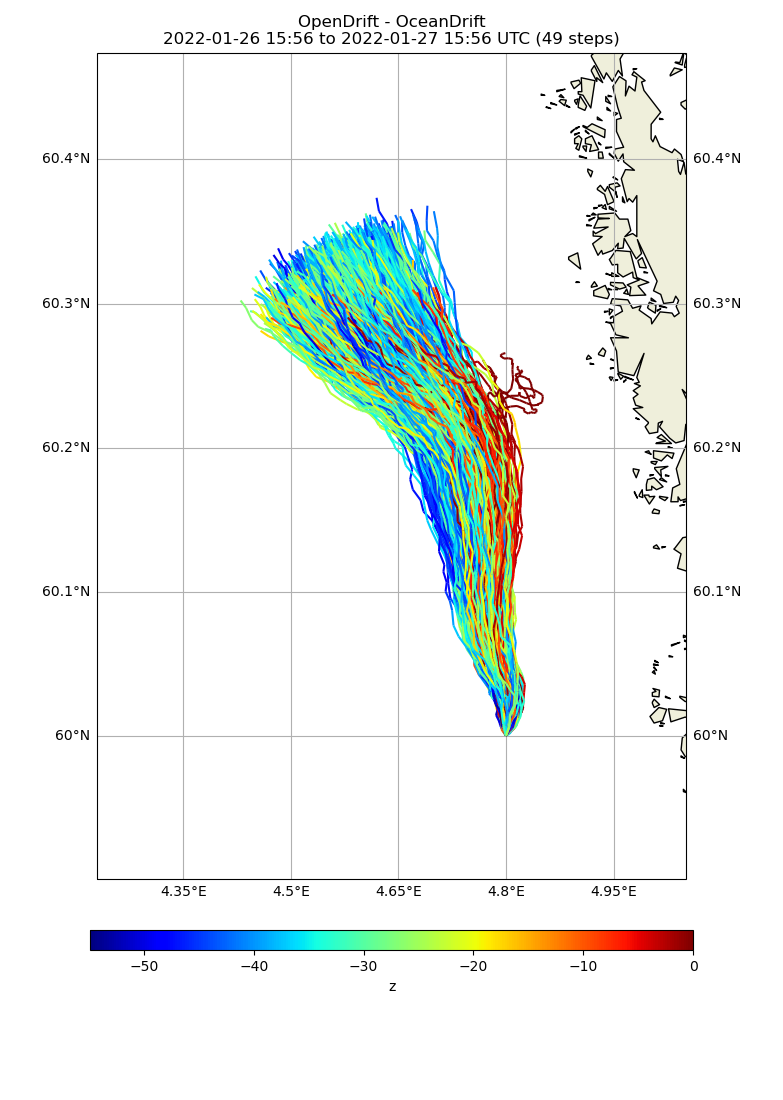 OpenDrift - OceanDrift
2022-01-26 15:56 to 2022-01-27 15:56 UTC (49 steps)
60.4°N 60.4°N
60.3°N 60.3°N
60.2°N 60.2°N
60.1°N 60.1°N
60°N 60°N
4.35°E 4.5°E 4.65°E 4.8°E 4.95°E
−50 −40 −30 −20 −10 0
z